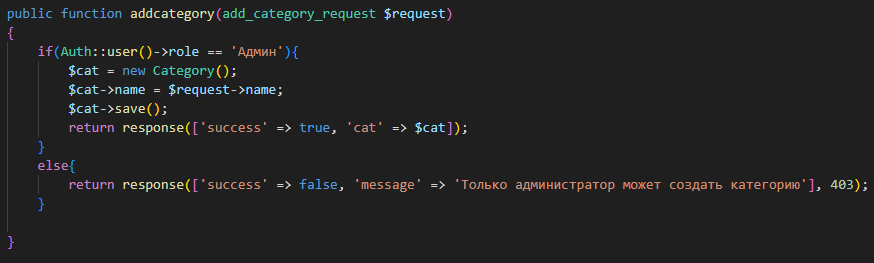 public function addcategory(add_category_request $request)
{
if(Auth::user()->role == 'Админ'){
$cat = new Category();
$cat->name = $request->name;
$cat->save();
return response(['success' => true, 'cat' => $cat]);
}
else{
return response(['success' => false, 'message' => 'Только администратор может создать категорию'], 403);
}
}